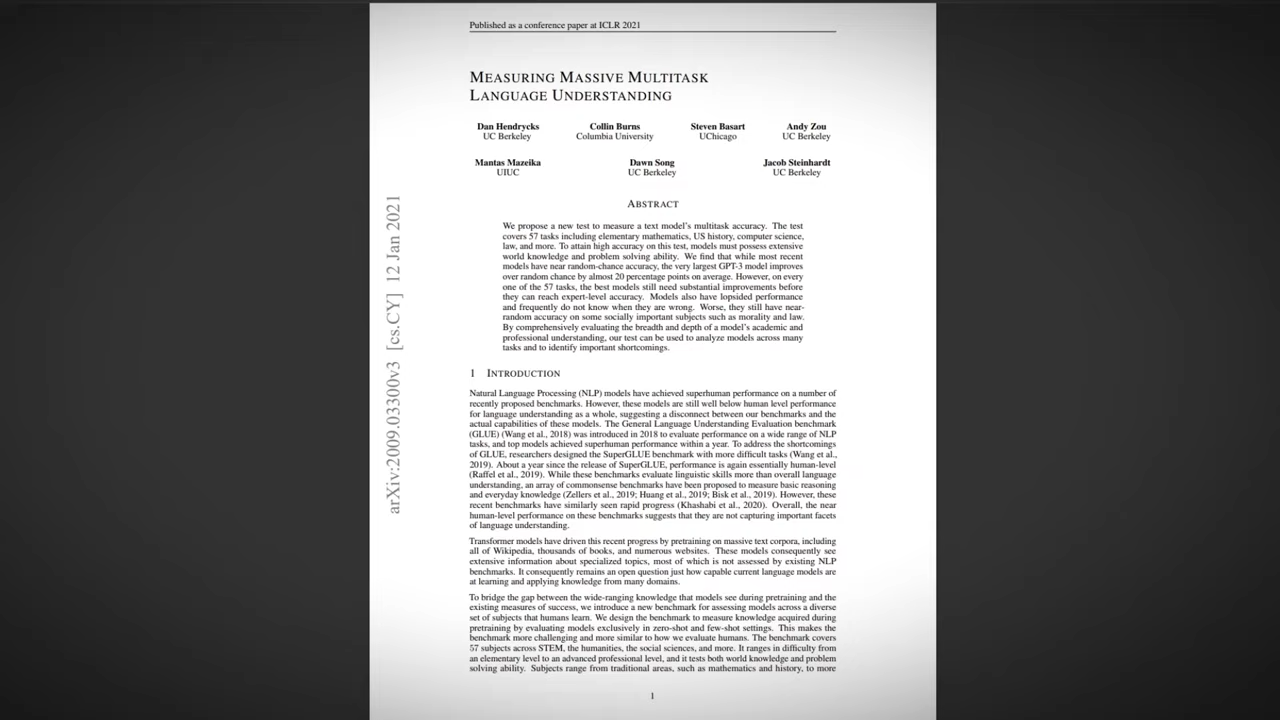 Published as a conference paper at ICLR 2021
MEASURING MASSIVE MULTITASK
LANGUAGE UNDERSTANDING
Dan Hendrycks Collin Burns Steven Basart Andy Zou
UC Berkeley Columbia University UChicago UC Berkeley
Mantas Mazeika Dawn Song Jacob Steinhardt
UIUC UC Berkeley UC Berkeley
ABSTRACT
We propose a new test to measure a text model's multitask accuracy. The test
covers 57 tasks including elementary mathematics, US history, computer science,
law, and more. To attain high accuracy on this test, models must possess extensive
world knowledge and problem solving ability. We find that while most recent
models have near random-chance accuracy, the very largest GPT-3 model improves
over random chance by almost 20 percentage points on average. However, on every
one of the 57 tasks, the best models still need substantial improvements before
they can reach expert-level accuracy. Models also have lopsided performance
and frequently do not know when they are wrong. Worse, they still have near-
random accuracy on some socially important subjects such as morality and law.
By comprehensively evaluating the breadth and depth of a model's academic and
professional understanding, our test can be used to analyze models across many
tasks and to identify important shortcomings.
1 INTRODUCTION
Natural Language Processing (NLP) models have achieved superhuman performance on a number of
recently proposed benchmarks. However, these models are still well below human level performance
for language understanding as a whole, suggesting a disconnect between our benchmarks and the
actual capabilities of these models. The General Language Understanding Evaluation benchmark
(GLUE) (Wang et al., 2018) was introduced in 2018 to evaluate performance on a wide range of NLP
tasks, and top models achieved superhuman performance within a year. To address the shortcomings
of GLUE, researchers designed the SuperGLUE benchmark with more difficult tasks (Wang et al.,
2019). About a year since the release of SuperGLUE, performance is again essentially human-level
(Raffel et al., 2019). While these benchmarks evaluate linguistic skills more than overall language
understanding, an array of commonsense benchmarks have been proposed to measure basic reasoning
and everyday knowledge (Zellers et al., 2019; Huang et al., 2019; Bisk et al., 2019). However, these
recent benchmarks have similarly seen rapid progress (Khashabi et al., 2020). Overall, the near
human-level performance on these benchmarks suggests that they are not capturing important facets
of language understanding.
Transformer models have driven this recent progress by pretraining on massive text corpora, including
all of Wikipedia, thousands of books, and numerous websites. These models consequently see
extensive information about specialized topics, most of which is not assessed by existing NLP
benchmarks. It consequently remains an open question just how capable current language models are
at learning and applying knowledge from many domains.
To bridge the gap between the wide-ranging knowledge that models see during pretraining and the
existing measures of success, we introduce a new benchmark for assessing models across a diverse
set of subjects that humans learn. We design the benchmark to measure knowledge acquired during
pretraining by evaluating models exclusively in zero-shot and few-shot settings. This makes the
benchmark more challenging and more similar to how we evaluate humans. The benchmark covers
57 subjects across STEM, the humanities, the social sciences, and more. It ranges in difficulty from
an elementary level to an advanced professional level, and it tests both world knowledge and problem
solving ability. Subjects range from traditional areas, such as mathematics and history, to more
1
arXiv:2009.03300v3 [cs.CY] 12 Jan 2021